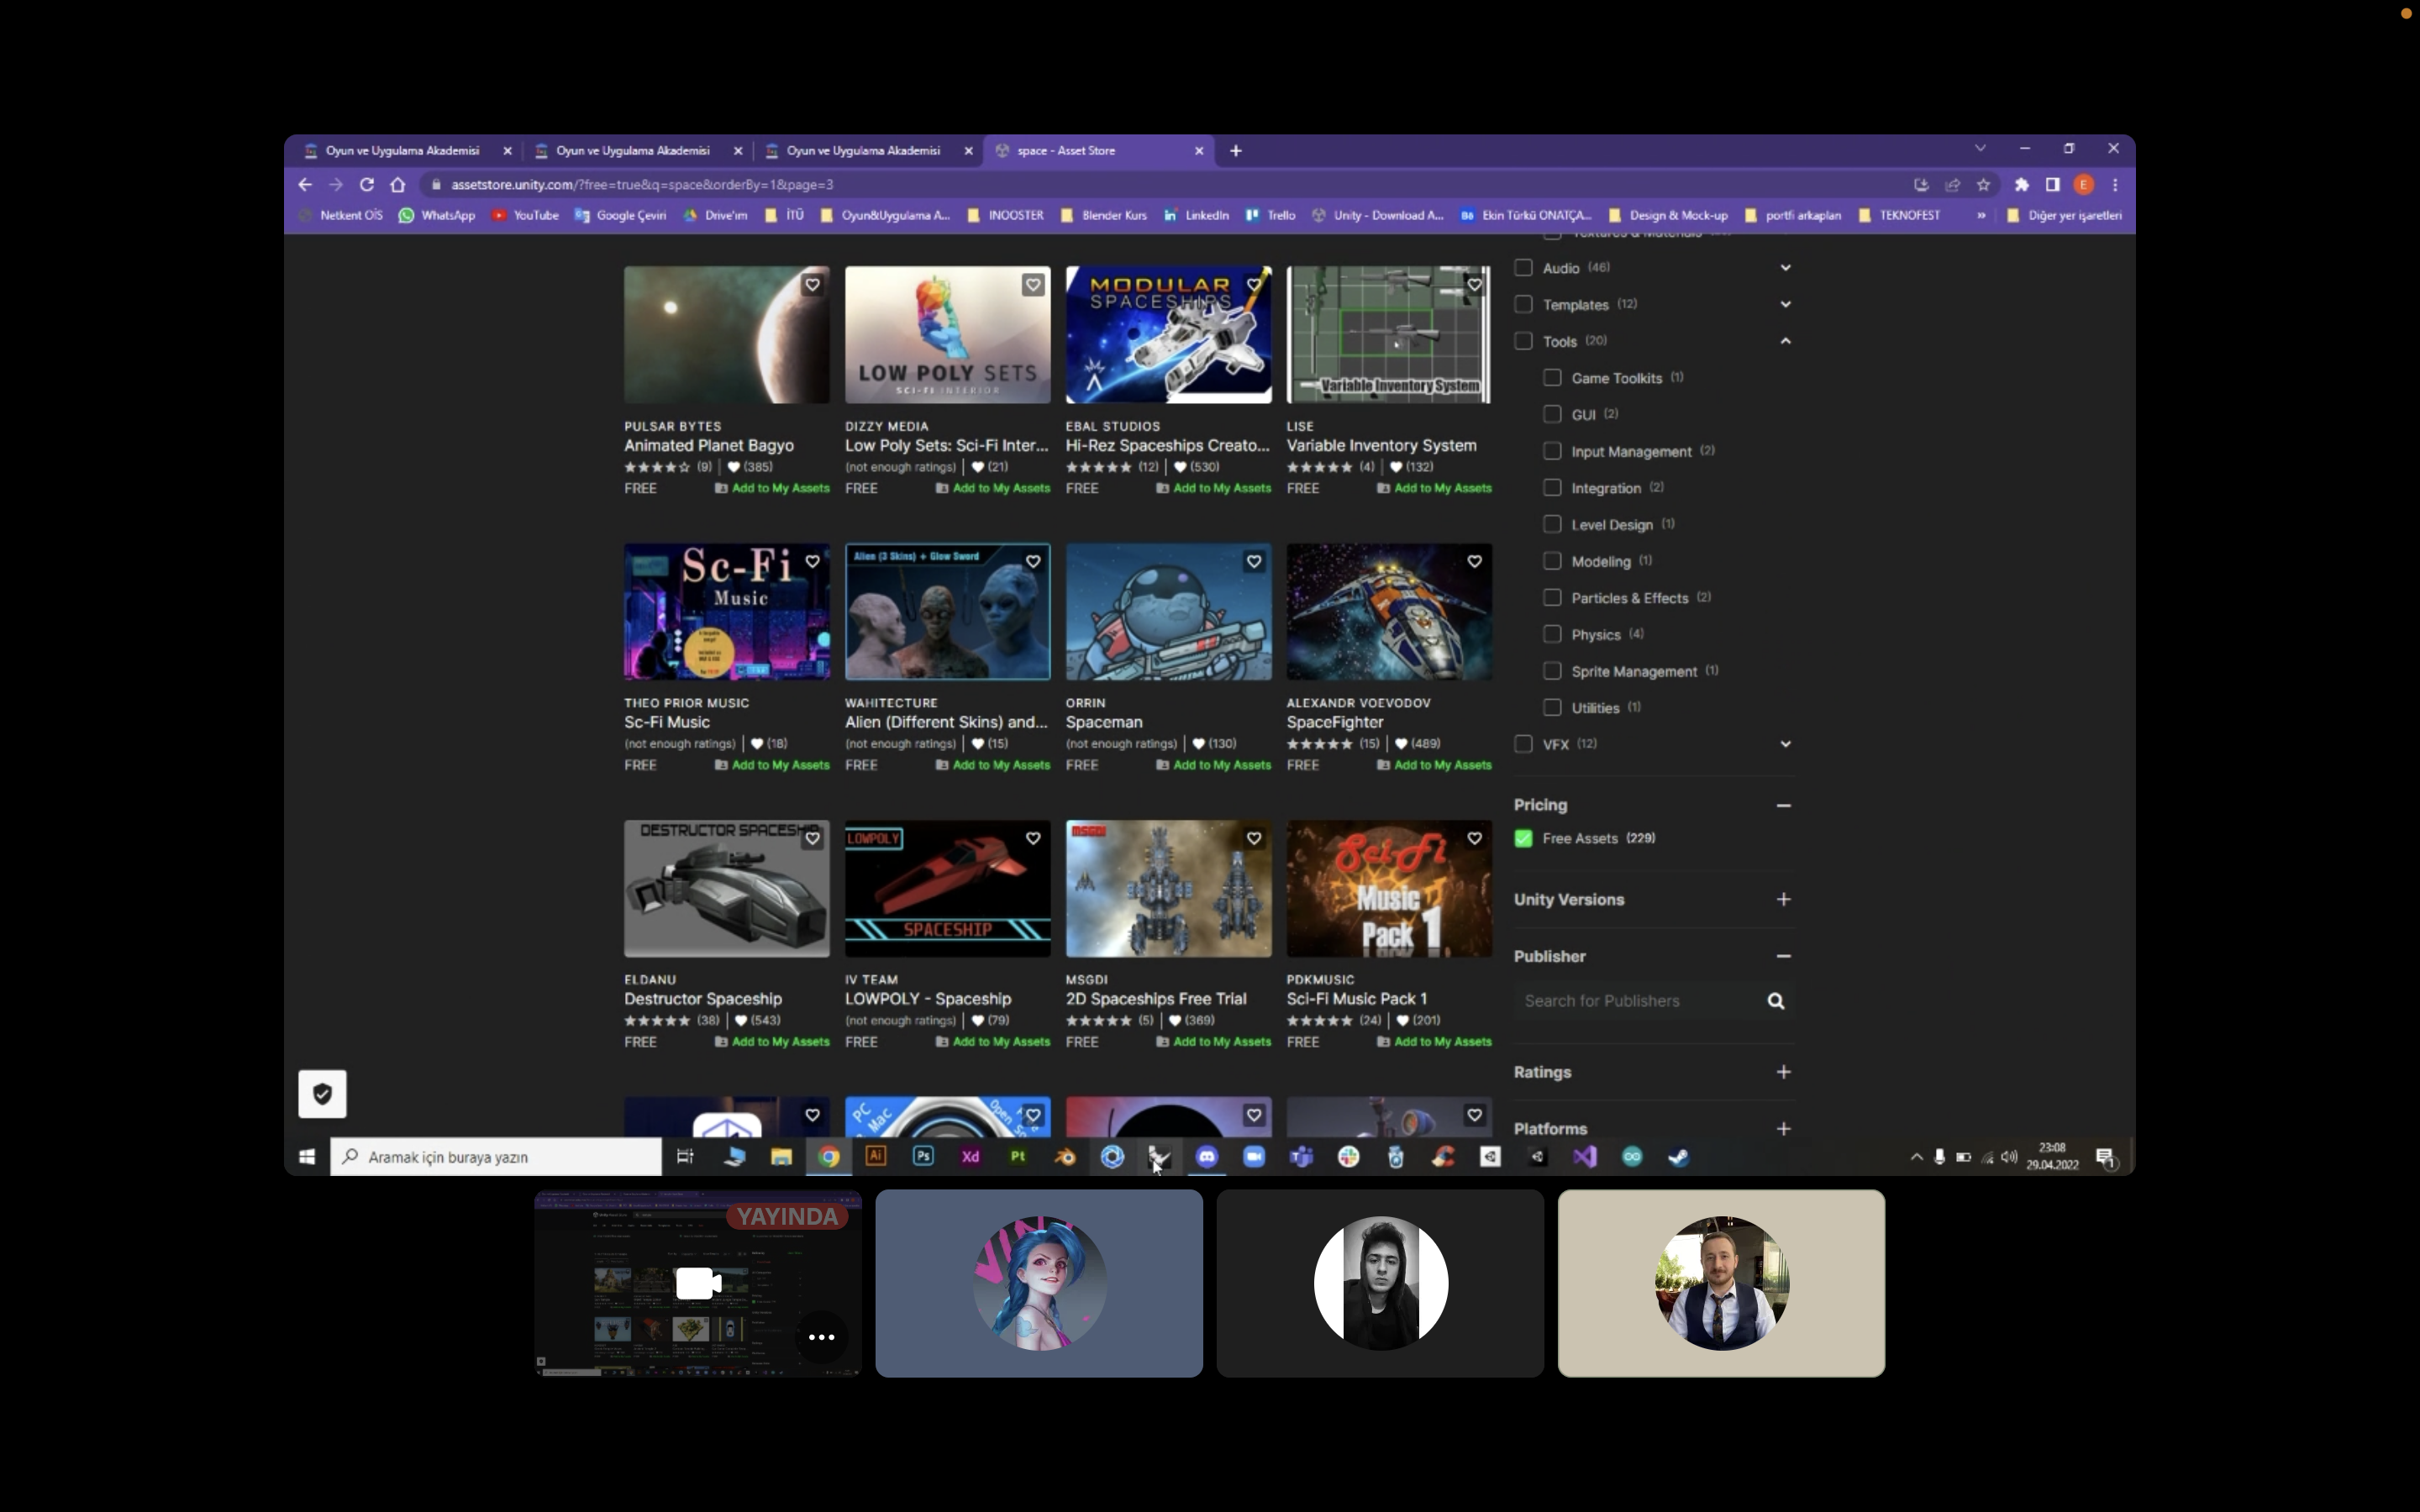 Oyun ve Uygulama Akademisi
Oyun ve Uygulama Akademisi
Oyun ve Uygulama Akademisi
space - Asset Store
assetstore.unity.com/?free=true&q=space&orderBy=1&page=3
E
Netkent OİS
WhatsApp
YouTube
Google Çeviri
Drive'ım
İTÜ
Oyun&Uygulama A...
INOOSTER
Blender Kurs
LinkedIn
Trello
Unity - Download A...
Ekin Türkü ONATÇA...
Design & Mock-up
portfi arkaplan
TEKNOFEST
»
Diğer yer işaretleri
LOW POLY SETS
SCI-FI INTERIOR
MODULAR
SPACESHIPS
Variable Inventory System
PULSAR BYTES
Animated Planet Bagyo
(9) | (385)
FREE Add to My Assets
DIZZY MEDIA
Low Poly Sets: Sci-Fi Inter...
(not enough ratings) | (21)
FREE Add to My Assets
EBAL STUDIOS
Hi-Rez Spaceships Creato...
(12) | (530)
FREE Add to My Assets
LISE
Variable Inventory System
(4) | (132)
FREE Add to My Assets
Sc-Fi
Music
Alien (3 Skins) + Glow Sword
THEO PRIOR MUSIC
Sc-Fi Music
(not enough ratings) | (18)
FREE Add to My Assets
WAHITECTURE
Alien (Different Skins) and...
(not enough ratings) | (15)
FREE Add to My Assets
ORRIN
Spaceman
(not enough ratings) | (130)
FREE Add to My Assets
ALEXANDR VOEVODOV
SpaceFighter
(15) | (489)
FREE Add to My Assets
DESTRUCTOR SPACESHIP
LOWPOLY
SPACESHIP
MSGDI
Sci-Fi
Music
Pack 1
ELDANU
Destructor Spaceship
(38) | (543)
FREE Add to My Assets
IV TEAM
LOWPOLY - Spaceship
(not enough ratings) | (79)
FREE Add to My Assets
MSGDI
2D Spaceships Free Trial
(5) | (369)
FREE Add to My Assets
PDKMUSIC
Sci-Fi Music Pack 1
(24) | (201)
FREE Add to My Assets
PC
Mac
Open
Textures & Materials
Audio (46)
Templates (12)
Tools (20)
Game Toolkits (1)
GUI (2)
Input Management (2)
Integration (2)
Level Design (1)
Modeling (1)
Particles & Effects (2)
Physics (4)
Sprite Management (1)
Utilities (1)
VFX (12)
Pricing
Free Assets (229)
Unity Versions
Publisher
Search for Publishers
Ratings
Platforms
Aramak için buraya yazın
Ai
Ps
Xd
Pt
23:08
29.04.2022
1
YAYINDA